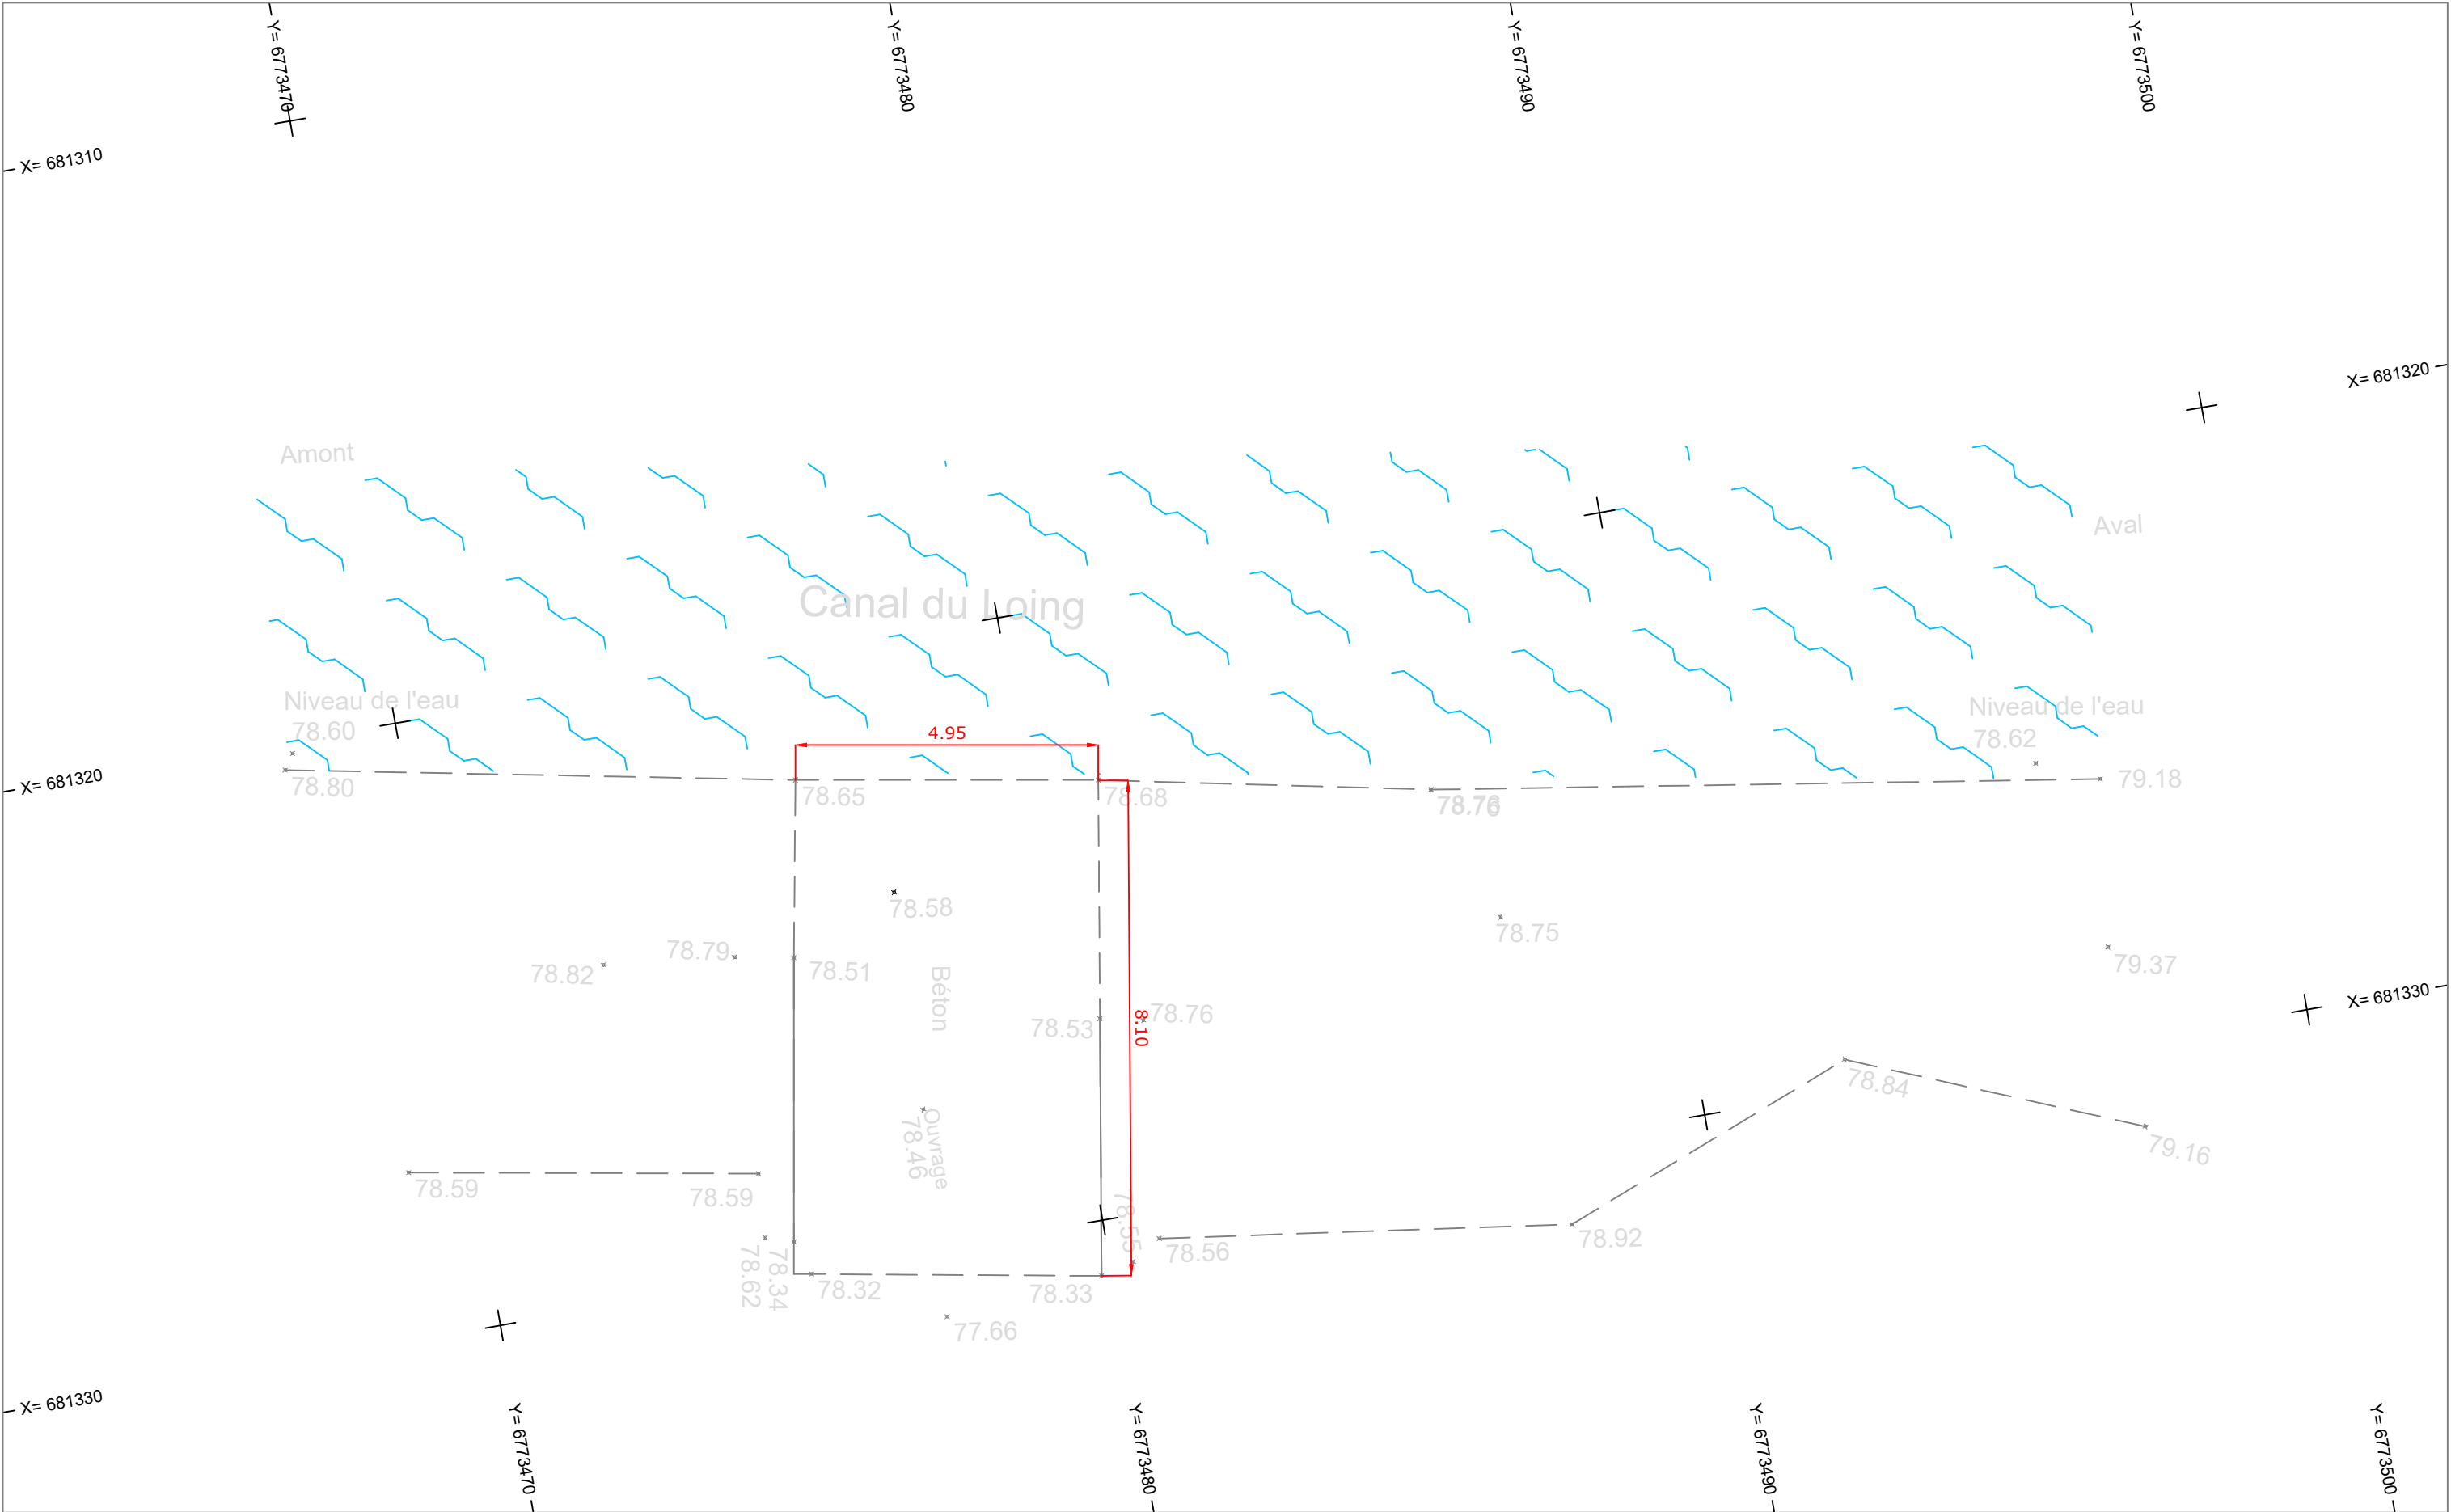 Y= 6773470
Y= 6773480
Y= 6773490
Y= 6773500
X= 681310
X= 681320
Amont
Aval
Canal du Loing
Niveau de l'eau
78.60
Niveau de l'eau
78.62
4.95
X= 681320
78.80
78.65
78.68
78.76
79.18
78.58
78.75
78.79
78.82
78.51
79.37
Béton
X= 681330
78.53
78.76
8.10
78.84
Ouvrage
78.46
79.16
78.59
78.59
78.55
78.56
78.92
78.62
78.34
78.32
78.33
77.66
X= 681330
Y= 6773470
Y= 6773480
Y= 6773490
Y= 6773500